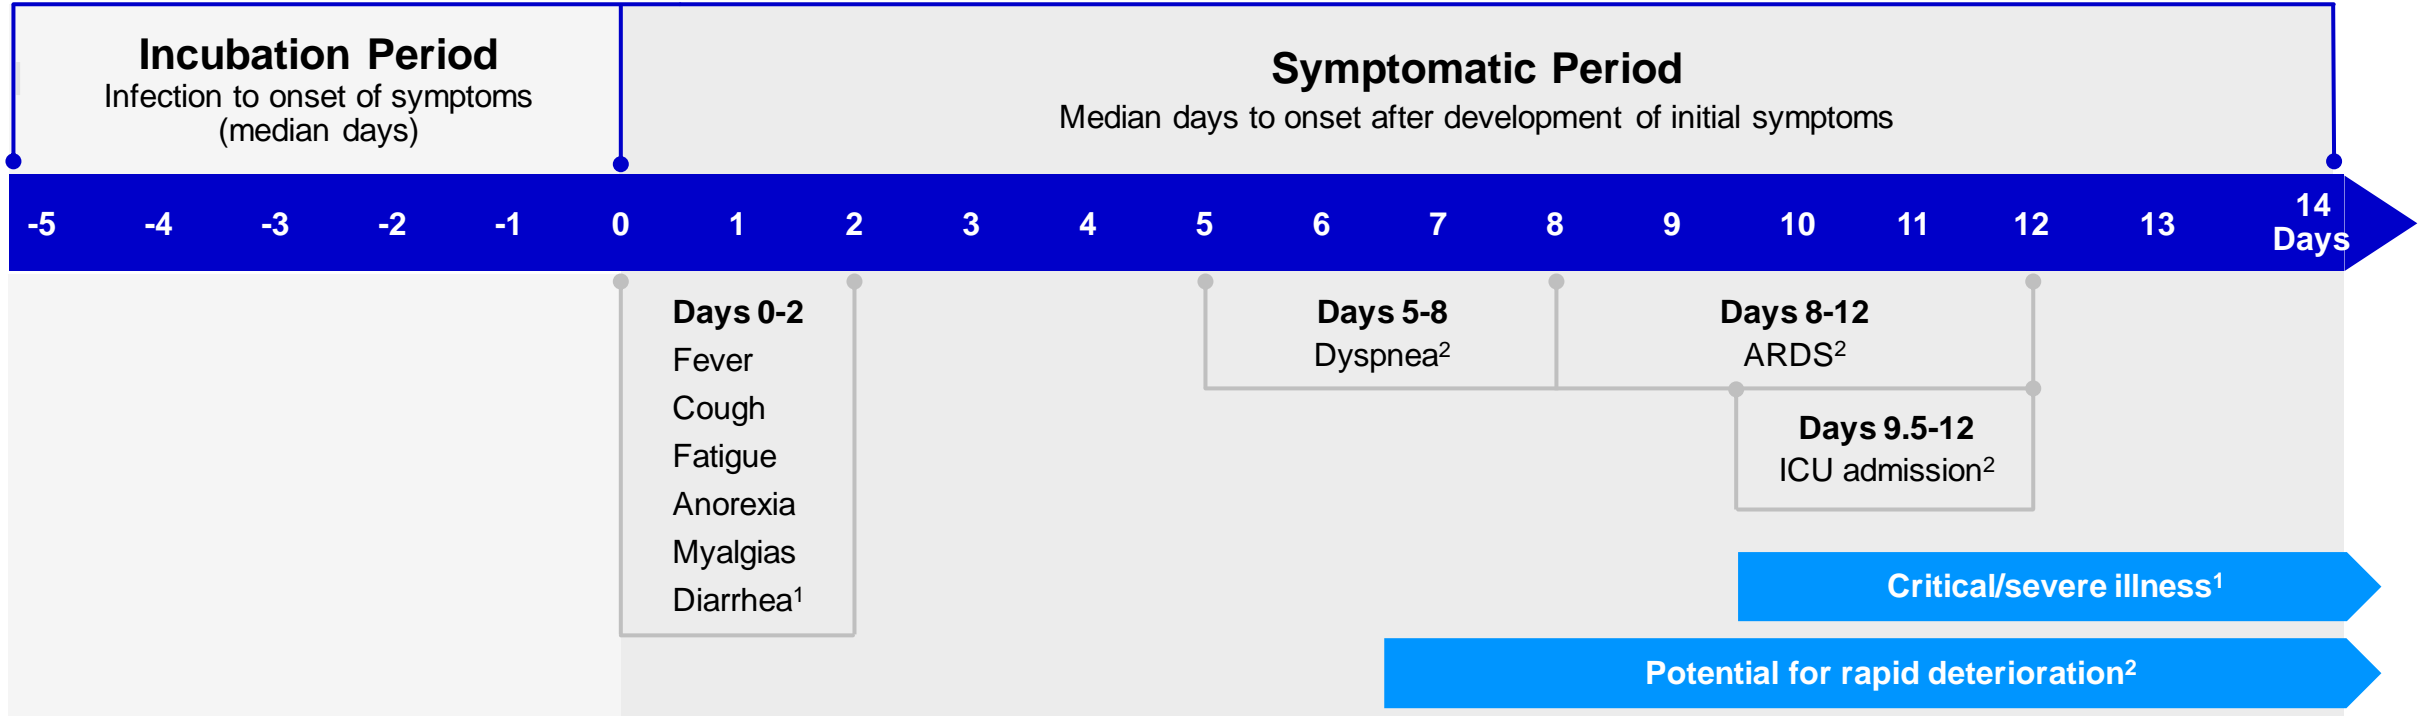 Incubation Period
Infection to onset of symptoms
(median days)
Symptomatic Period
Median days to onset after development of initial symptoms
-5 -4 -3 -2 -1 0 1 2 3 4 5 6 7 8 9 10 11 12 13 14
Days
Days 0-2
Fever
Cough
Fatigue
Anorexia
Myalgias
Diarrhea¹
Days 5-8
Dyspnea²
Days 8-12
ARDS²
Days 9.5-12
ICU admission²
Critical/severe illness¹
Potential for rapid deterioration²